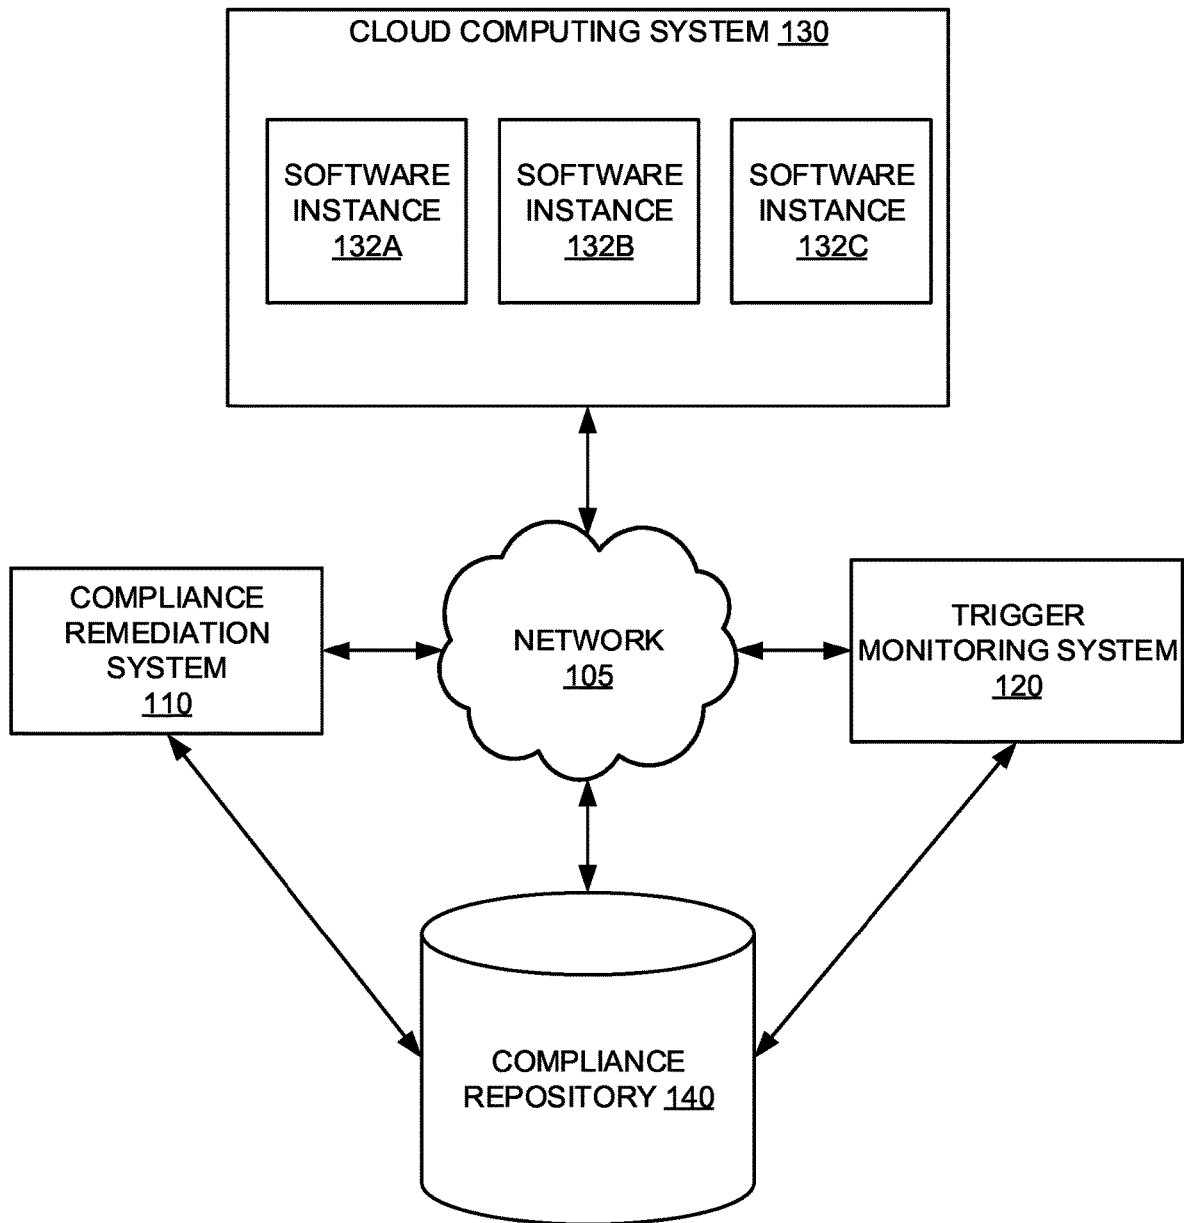 CLOUD COMPUTING SYSTEM 130
SOFTWARE
INSTANCE
132A
SOFTWARE
INSTANCE
132B
SOFTWARE
INSTANCE
132C
COMPLIANCE
REMEDIATION
SYSTEM
110
NETWORK
105
TRIGGER
MONITORING SYSTEM
120
COMPLIANCE
REPOSITORY 140